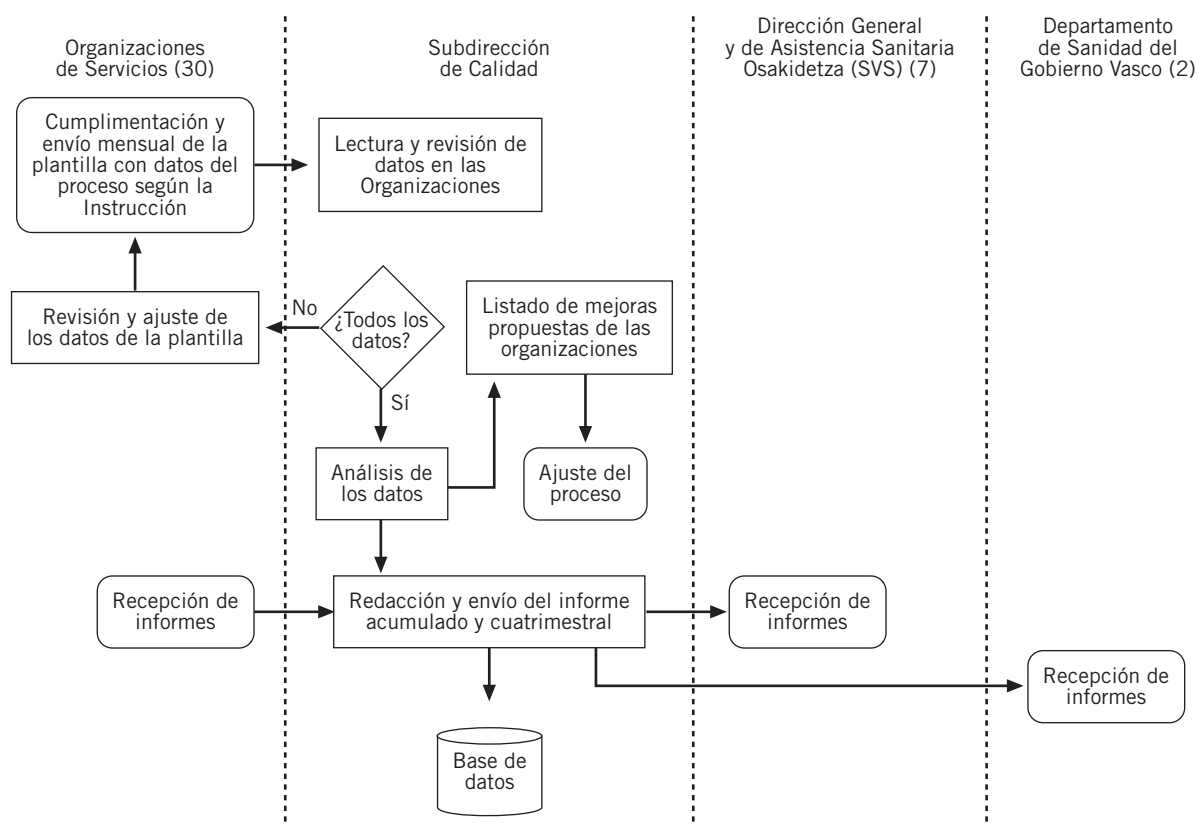 Organizaciones
de Servicios (30)
Subdirección
de Calidad
Dirección General
y de Asistencia Sanitaria
Osakidetza (SVS) (7)
Departamento
de Sanidad del
Gobierno Vasco (2)
Cumplimentación y
envío mensual de la
plantilla con datos del
proceso según la
Instrucción
Lectura y revisión de
datos en las
Organizaciones
Revisión y ajuste de
los datos de la plantilla
No
¿Todos los
datos?
Sí
Listado de mejoras
propuestas de las
organizaciones
Análisis de
los datos
Ajuste del
proceso
Recepción de
informes
Redacción y envío del informe
acumulado y cuatrimestral
Recepción de
informes
Recepción de
informes
Base de
datos